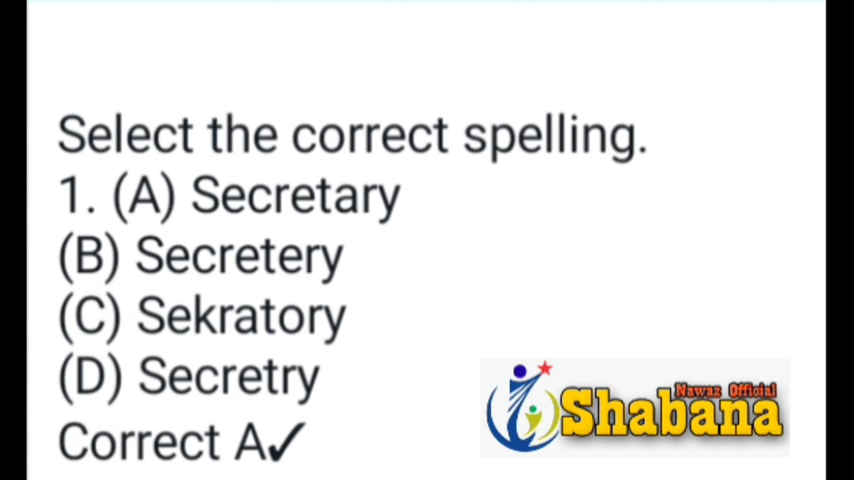 Select the correct spelling.
1. (A) Secretary
(B) Secretery
(C) Sekratory
(D) Secretry
Correct A✓
Nawaz Official
Shabana